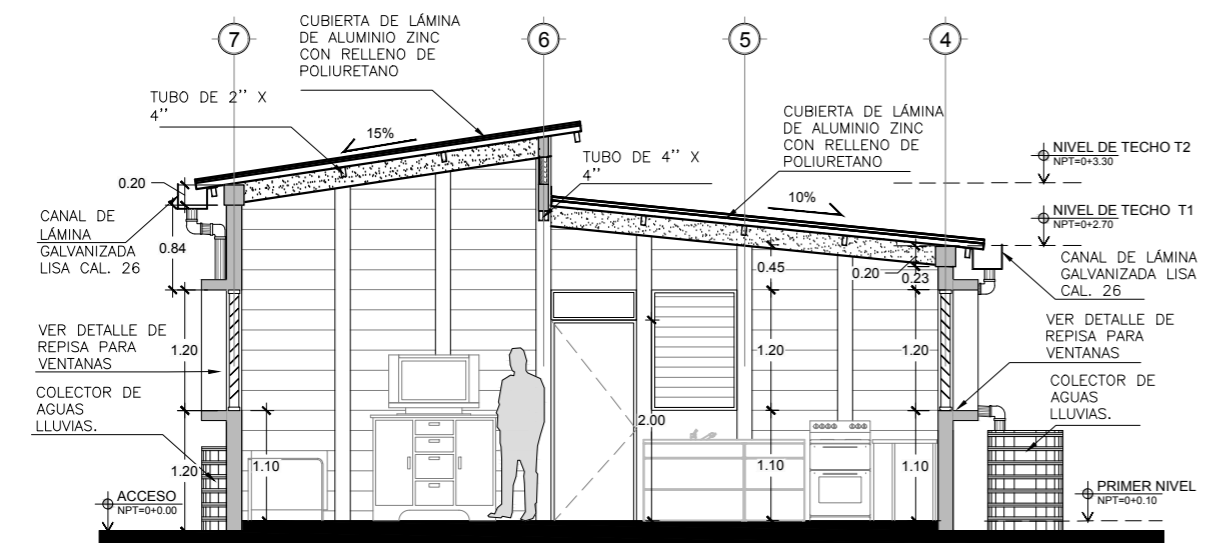 7
6
5
4
CUBIERTA DE LÁMINA
DE ALUMINIO ZINC
CON RELLENO DE
POLIURETANO
TUBO DE 2’’ X
4’’
15%
CUBIERTA DE LÁMINA
DE ALUMINIO ZINC
CON RELLENO DE
POLIURETANO
TUBO DE 4’’ X
4’’
10%
NIVEL DE TECHO T2
NPT=0+3.30
NIVEL DE TECHO T1
NPT=0+2.70
0.20
CANAL DE
LÁMINA
GALVANIZADA
LISA CAL. 26
0.84
0.45
0.20
0.23
CANAL DE LÁMINA
GALVANIZADA LISA
CAL. 26
VER DETALLE DE
REPISA PARA
VENTANAS
1.20
1.20
1.20
VER DETALLE DE
REPISA PARA
VENTANAS
COLECTOR DE
AGUAS
LLUVIAS.
COLECTOR DE
AGUAS
LLUVIAS.
2.00
1.20
1.10
1.10
1.10
ACCESO
NPT=0+0.00
PRIMER NIVEL
NPT=0+0.10